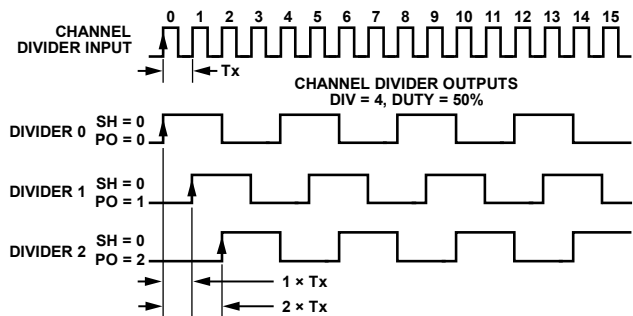 0 1 2 3 4 5 6 7 8 9 10 11 12 13 14 15
CHANNEL
DIVIDER INPUT
Tx
CHANNEL DIVIDER OUTPUTS
DIV = 4, DUTY = 50%
DIVIDER 0
SH = 0
PO = 0
DIVIDER 1
SH = 0
PO = 1
DIVIDER 2
SH = 0
PO = 2
1 × Tx
2 × Tx